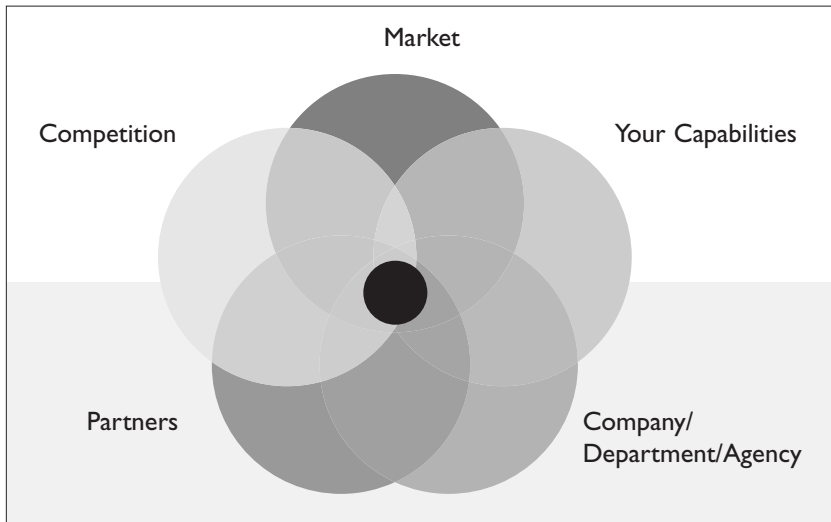 Market
Competition
Your Capabilities
Partners
Company/
Department/Agency